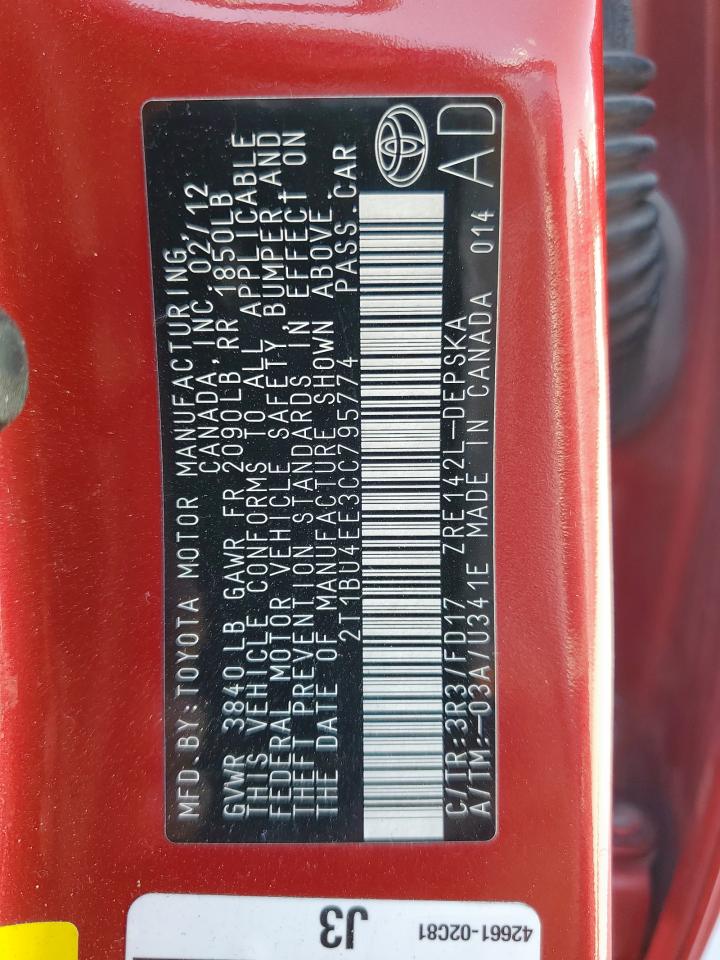 MFD.BY:TOYOTA MOTOR MANUFACTURING,
CANADA,INC. 02/12
GVWR 3840LB GAWR FR 2090LB,RR 1850LB
THIS VEHICLE CONFORMS TO ALL APPLICABLE
FEDERAL MOTOR VEHICLE SAFETY,BUMPER AND
THEFT PREVENTION STANDARDS IN EFFECT ON
THE DATE OF MANUFACTURE SHOWN ABOVE.
2T1BU4EE3CC795774 PASS.CAR
C/TR:3R3/FD17 ZRE142L-DEPSKA
A/TM:-03A/U341E MADE IN CANADA 014
AD
J3
42661-02C81